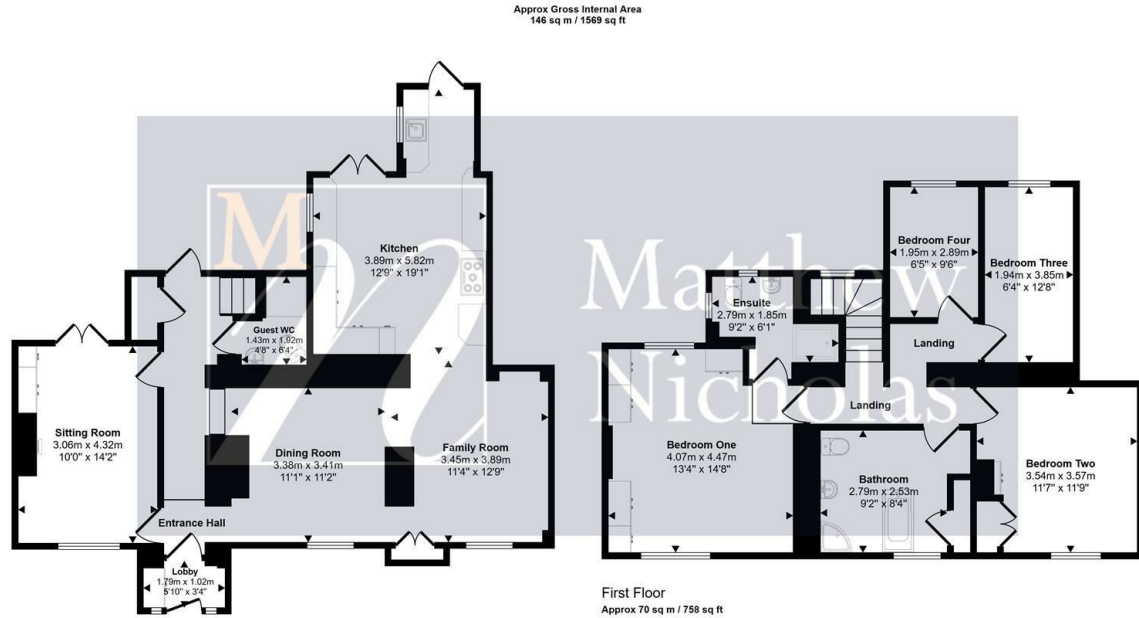 Approx Gross Internal Area
146 sq m / 1569 sq ft
M
Matthew
Nicholas
Kitchen
3.89m x 5.82m
12'9" x 19'1"
Guest WC
1.43m x 1.92m
4'8" x 6'4"
Sitting Room
3.06m x 4.32m
10'0" x 14'2"
Dining Room
3.38m x 3.41m
11'1" x 11'2"
Family Room
3.45m x 3.89m
11'4" x 12'9"
Entrance Hall
Lobby
1.79m x 1.02m
5'10" x 3'4"
Bedroom Four
1.95m x 2.89m
6'5" x 9'6"
Bedroom Three
1.94m x 3.85m
6'4" x 12'8"
Ensuite
2.79m x 1.85m
9'2" x 6'1"
Landing
Landing
Bedroom One
4.07m x 4.47m
13'4" x 14'8"
Bathroom
2.79m x 2.53m
9'2" x 8'4"
Bedroom Two
3.54m x 3.57m
11'7" x 11'9"
First Floor
Approx 70 sq m / 758 sq ft